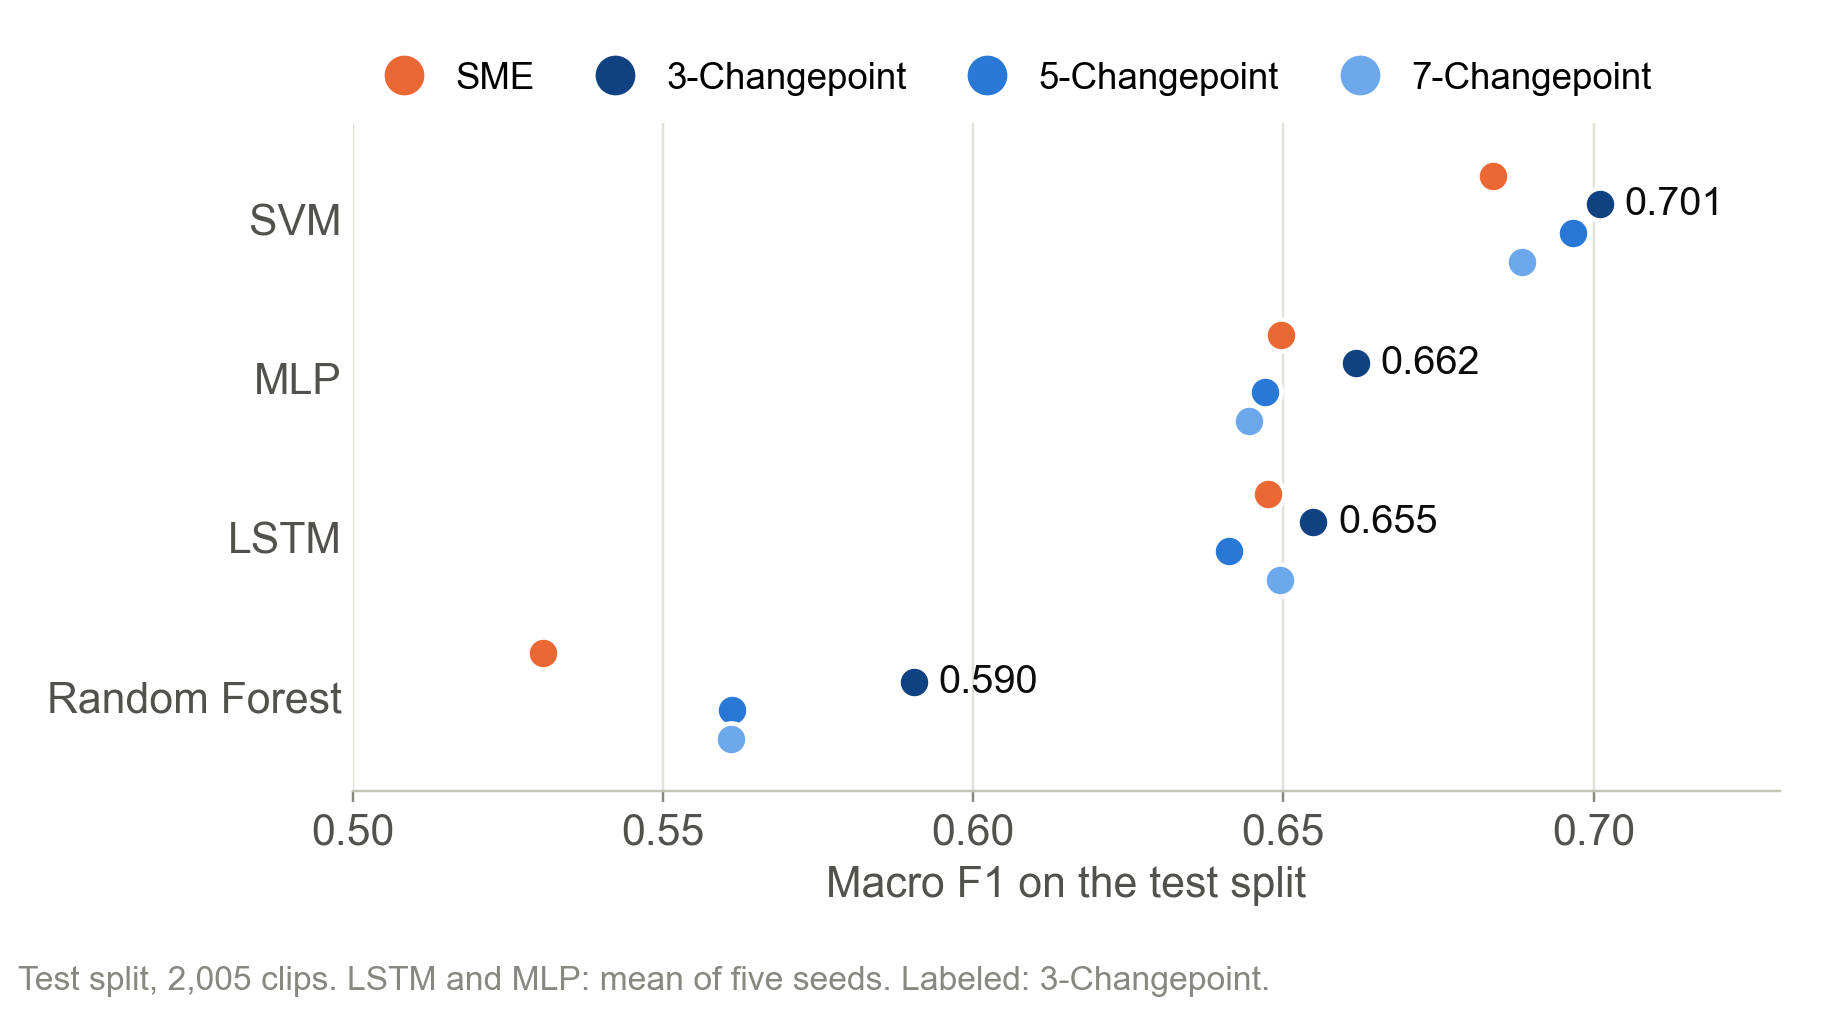 SME 3-Changepoint 5-Changepoint 7-Changepoint
SVM
0.701
MLP
0.662
LSTM
0.655
Random Forest
0.590
0.50 0.55 0.60 0.65 0.70
Macro F1 on the test split
Test split, 2,005 clips. LSTM and MLP: mean of five seeds. Labeled: 3-Changepoint.